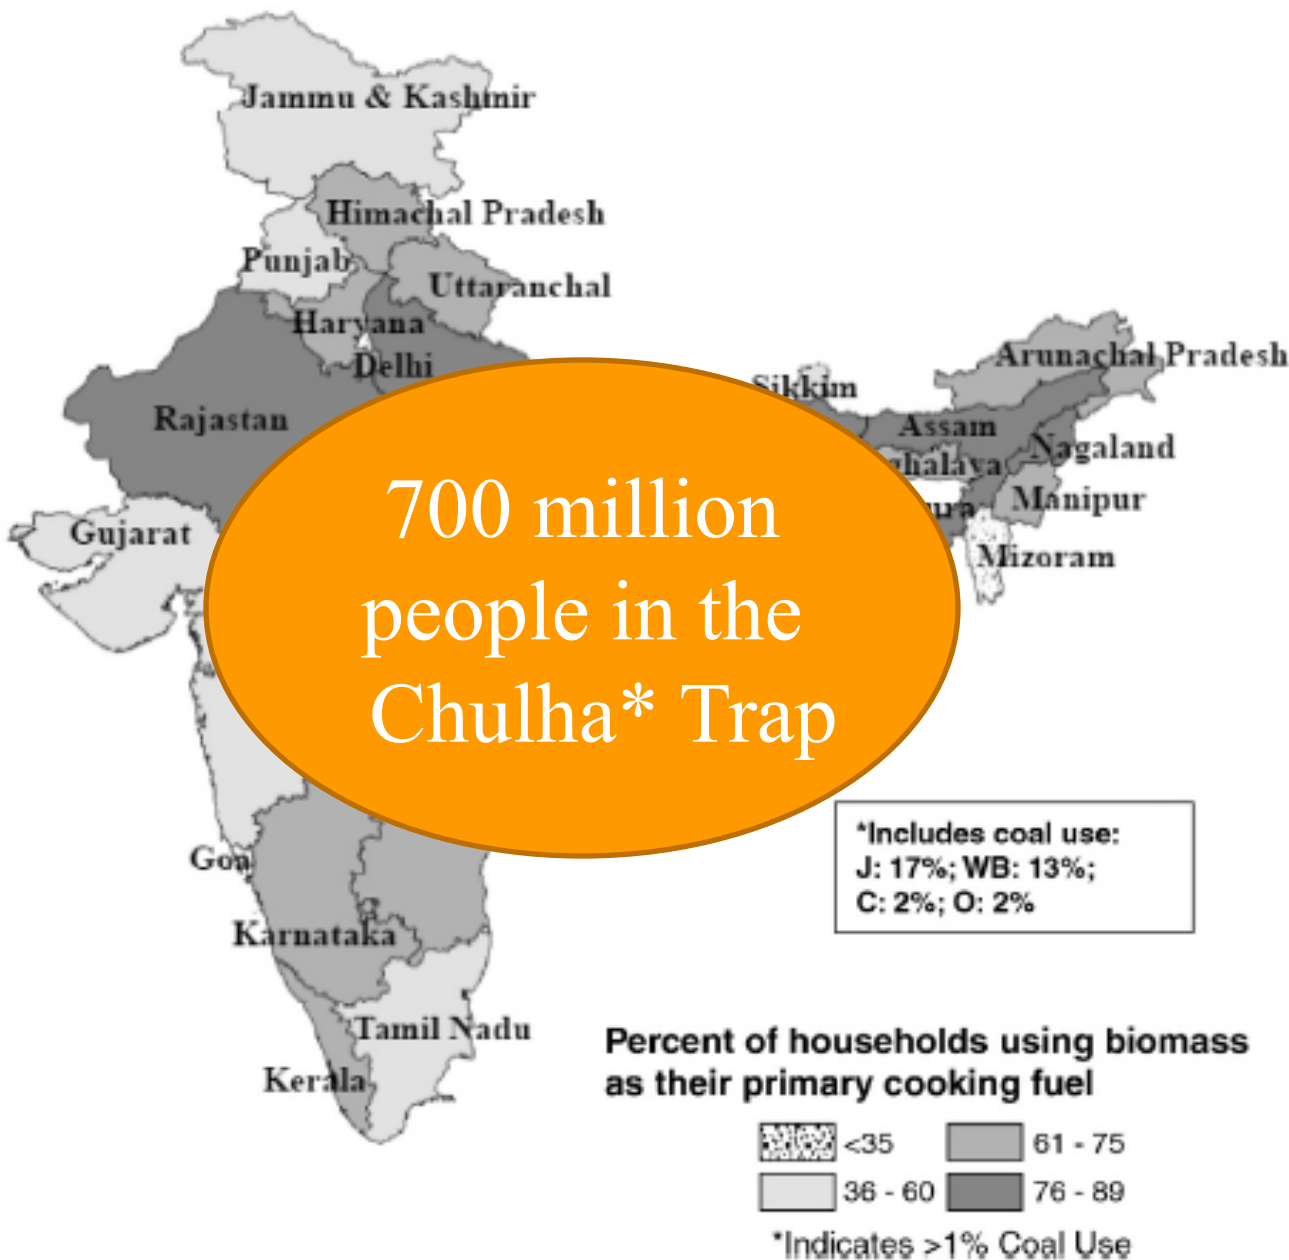 Jammu & Kashmir
Himachal Pradesh
Punjab
Uttaranchal
Haryana
Delhi
Arunachal Pradesh
Sikkim
Rajastan
Assam
Nagaland
ghalaya
Manipur
ura
Gujarat
Mizoram
700 million
people in the
Chulha* Trap
*Includes coal use:
J: 17%; WB: 13%;
C: 2%; O: 2%
Goa
Karnataka
Tamil Nadu
Kerala
Percent of households using biomass
as their primary cooking fuel
<35 61 - 75
36 - 60 76 - 89
*Indicates >1% Coal Use